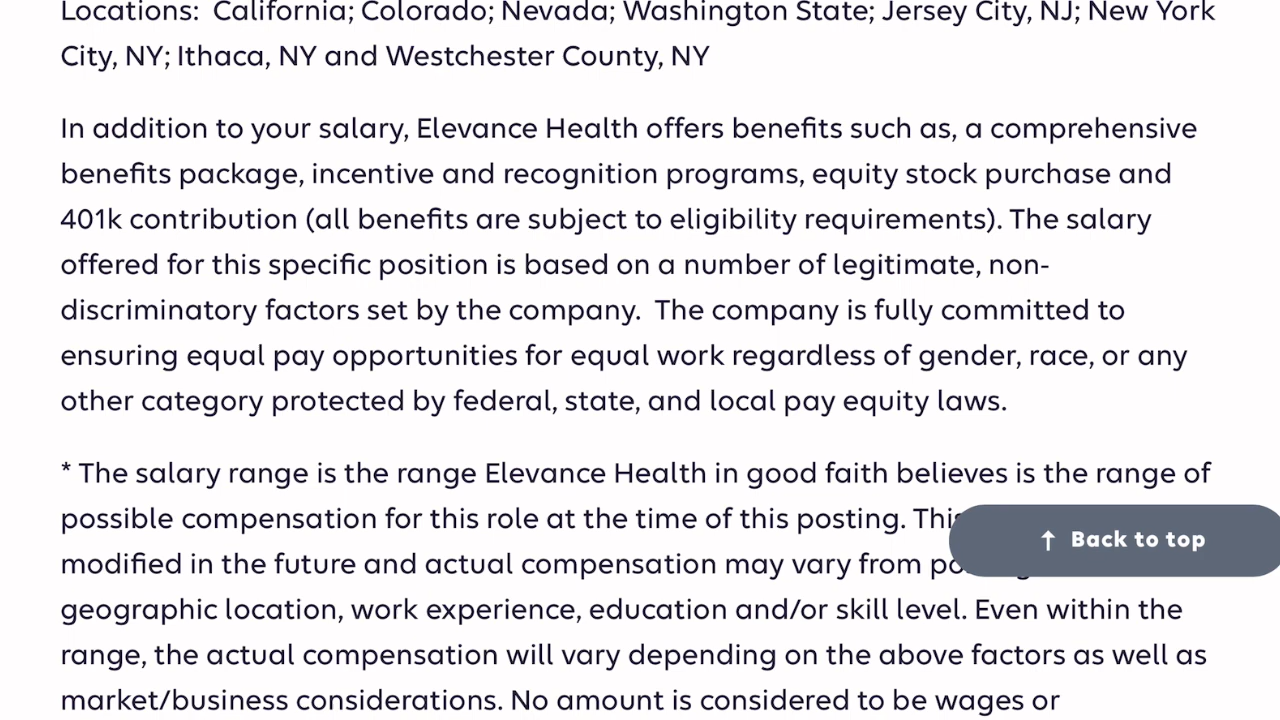 Locations:  California; Colorado; Nevada; Washington State; Jersey City, NJ; New York
City, NY; Ithaca, NY and Westchester County, NY
In addition to your salary, Elevance Health offers benefits such as, a comprehensive
benefits package, incentive and recognition programs, equity stock purchase and
401k contribution (all benefits are subject to eligibility requirements). The salary
offered for this specific position is based on a number of legitimate, non-
discriminatory factors set by the company.  The company is fully committed to
ensuring equal pay opportunities for equal work regardless of gender, race, or any
other category protected by federal, state, and local pay equity laws.
* The salary range is the range Elevance Health in good faith believes is the range of
possible compensation for this role at the time of this posting. This
↑ Back to top
modified in the future and actual compensation may vary from
geographic location, work experience, education and/or skill level. Even within the
range, the actual compensation will vary depending on the above factors as well as
market/business considerations. No amount is considered to be wages or